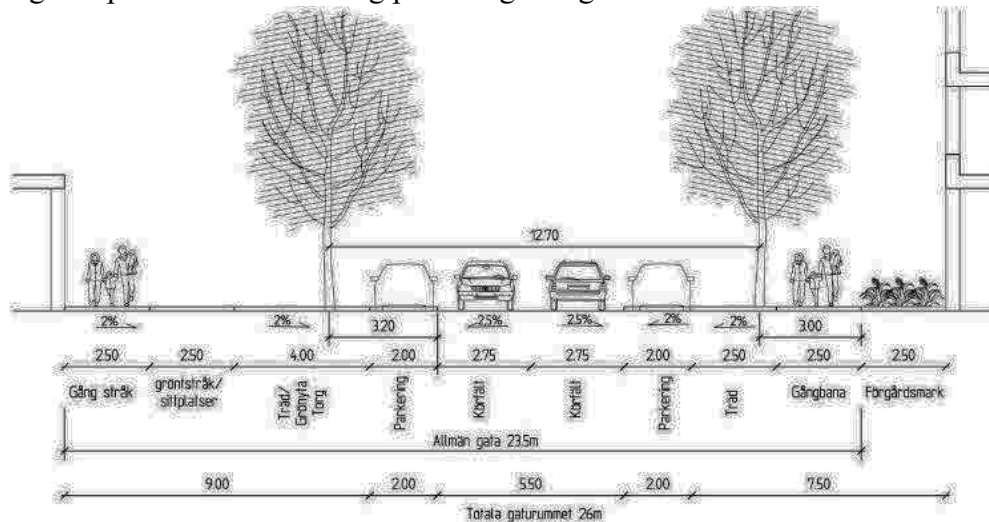 12.70
2% 2% 2.5% 2.5% 2% 2%
3.20 3.00
2.50 2.50 4.00 2.00 2.75 2.75 2.00 2.50 2.50 2.50
Gång stråk
gröntstråk/
sittplatser
Träd/
Grönyta
Torg
Parkering
Körfält
Körfält
Parkering
Träd
Gångbana
Förgårdsmark
Allmän gata 23.5m
9.00 2.00 5.50 2.00 7.50
Totala gaturummet 26m